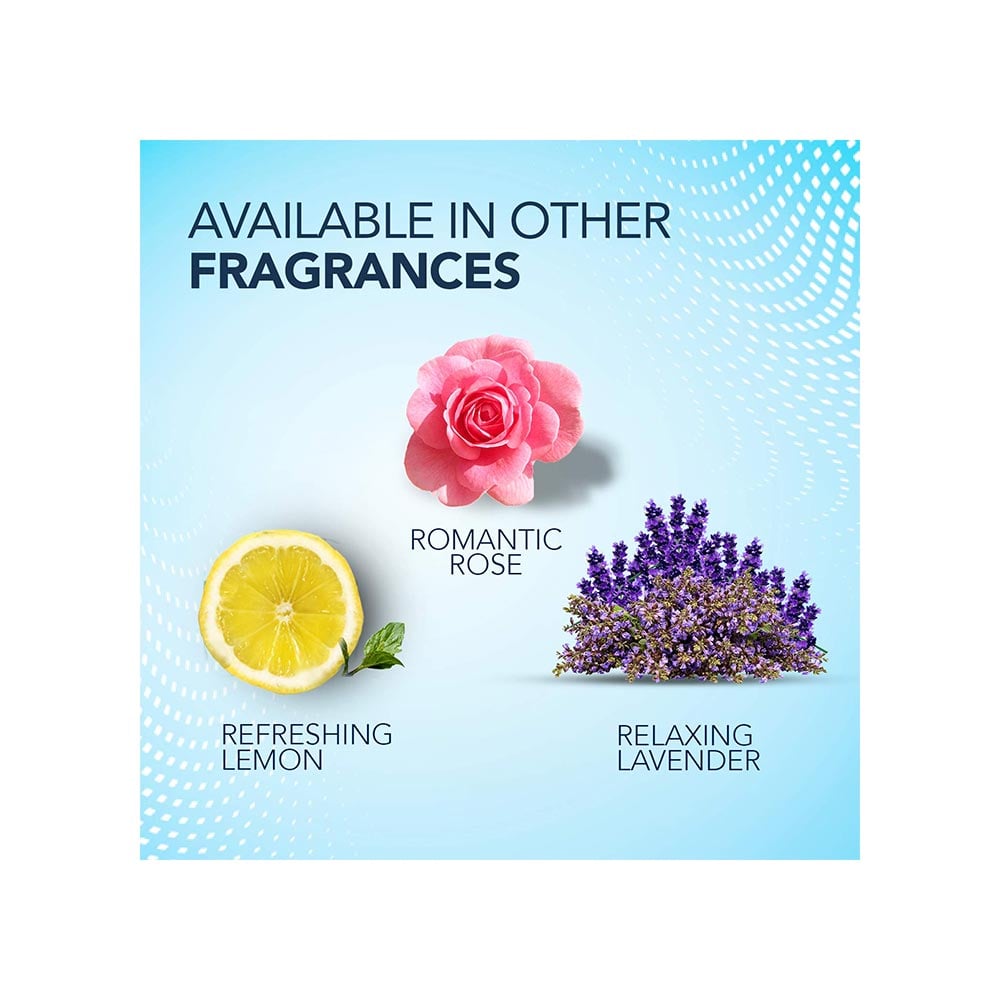 AVAILABLE IN OTHER
FRAGRANCES
ROMANTIC
ROSE
REFRESHING
LEMON
RELAXING
LAVENDER